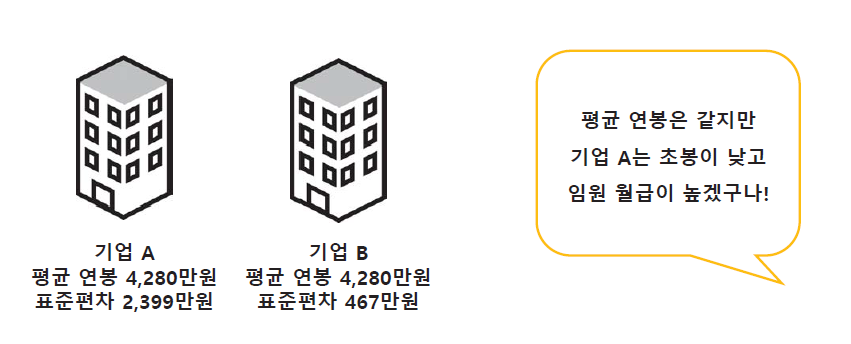 기업 A
평균 연봉 4,280만원
표준편차 2,399만원
기업 B
평균 연봉 4,280만원
표준편차 467만원
평균 연봉은 같지만
기업 A는 초봉이 낮고
임원 월급이 높겠구나!